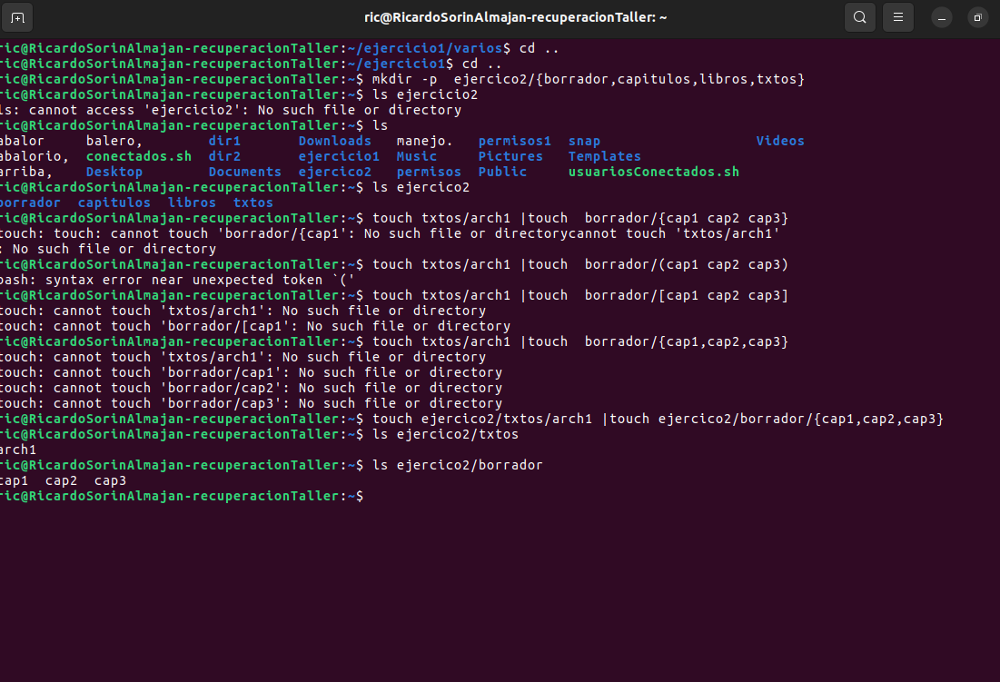 ric@RicardoSorinAlmajan-recuperacionTaller: ~
ric@RicardoSorinAlmajan-recuperacionTaller:~/ejercicio1/varios$ cd ..
ric@RicardoSorinAlmajan-recuperacionTaller:~/ejercicio1$ cd ..
ric@RicardoSorinAlmajan-recuperacionTaller:~$ mkdir -p  ejercico2/{borrador,capitulos,libros,txtos}
ric@RicardoSorinAlmajan-recuperacionTaller:~$ ls ejercicio2
ls: cannot access 'ejercicio2': No such file or directory
ric@RicardoSorinAlmajan-recuperacionTaller:~$ ls
abalor     balero,        dir1       Downloads   manejo.   permisos1  snap                   Videos
abalorio,  conectados.sh  dir2       ejercicio1  Music     Pictures   Templates
arriba,    Desktop        Documents  ejercico2   permisos  Public     usuariosConectados.sh
ric@RicardoSorinAlmajan-recuperacionTaller:~$ ls ejercico2
borrador  capitulos  libros  txtos
ric@RicardoSorinAlmajan-recuperacionTaller:~$ touch txtos/arch1 |touch  borrador/{cap1 cap2 cap3}
touch: touch: cannot touch 'borrador/{cap1': No such file or directorycannot touch 'txtos/arch1'
: No such file or directory
ric@RicardoSorinAlmajan-recuperacionTaller:~$ touch txtos/arch1 |touch  borrador/(cap1 cap2 cap3)
bash: syntax error near unexpected token `('
ric@RicardoSorinAlmajan-recuperacionTaller:~$ touch txtos/arch1 |touch  borrador/[cap1 cap2 cap3]
touch: cannot touch 'txtos/arch1': No such file or directory
touch: cannot touch 'borrador/[cap1': No such file or directory
ric@RicardoSorinAlmajan-recuperacionTaller:~$ touch txtos/arch1 |touch  borrador/{cap1,cap2,cap3}
touch: cannot touch 'txtos/arch1': No such file or directory
touch: cannot touch 'borrador/cap1': No such file or directory
touch: cannot touch 'borrador/cap2': No such file or directory
touch: cannot touch 'borrador/cap3': No such file or directory
ric@RicardoSorinAlmajan-recuperacionTaller:~$ touch ejercico2/txtos/arch1 |touch ejercico2/borrador/{cap1,cap2,cap3}
ric@RicardoSorinAlmajan-recuperacionTaller:~$ ls ejercico2/txtos
arch1
ric@RicardoSorinAlmajan-recuperacionTaller:~$ ls ejercico2/borrador
cap1  cap2  cap3
ric@RicardoSorinAlmajan-recuperacionTaller:~$